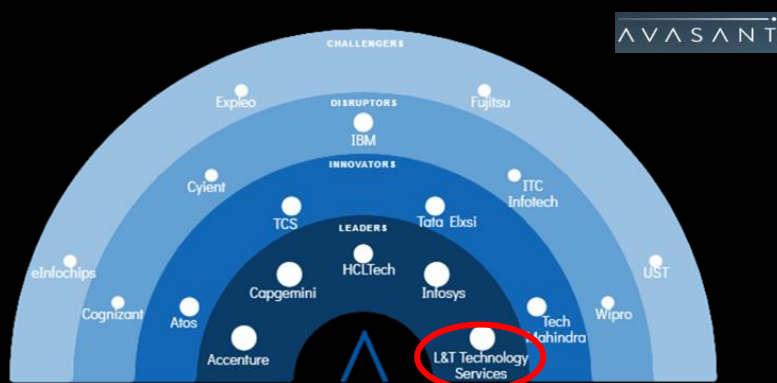 AVASANT
CHALLENGERS
Expleo
Fujitsu
DISRUPTORS
IBM
Cyient
ITC
Infotech
INNOVATORS
TCS
Tata Elxsi
eInfochips
UST
LEADERS
HCLTech
Capgemini
Infosys
Cognizant
Wipro
Atos
Tech
Mahindra
Accenture
L&T Technology
Services